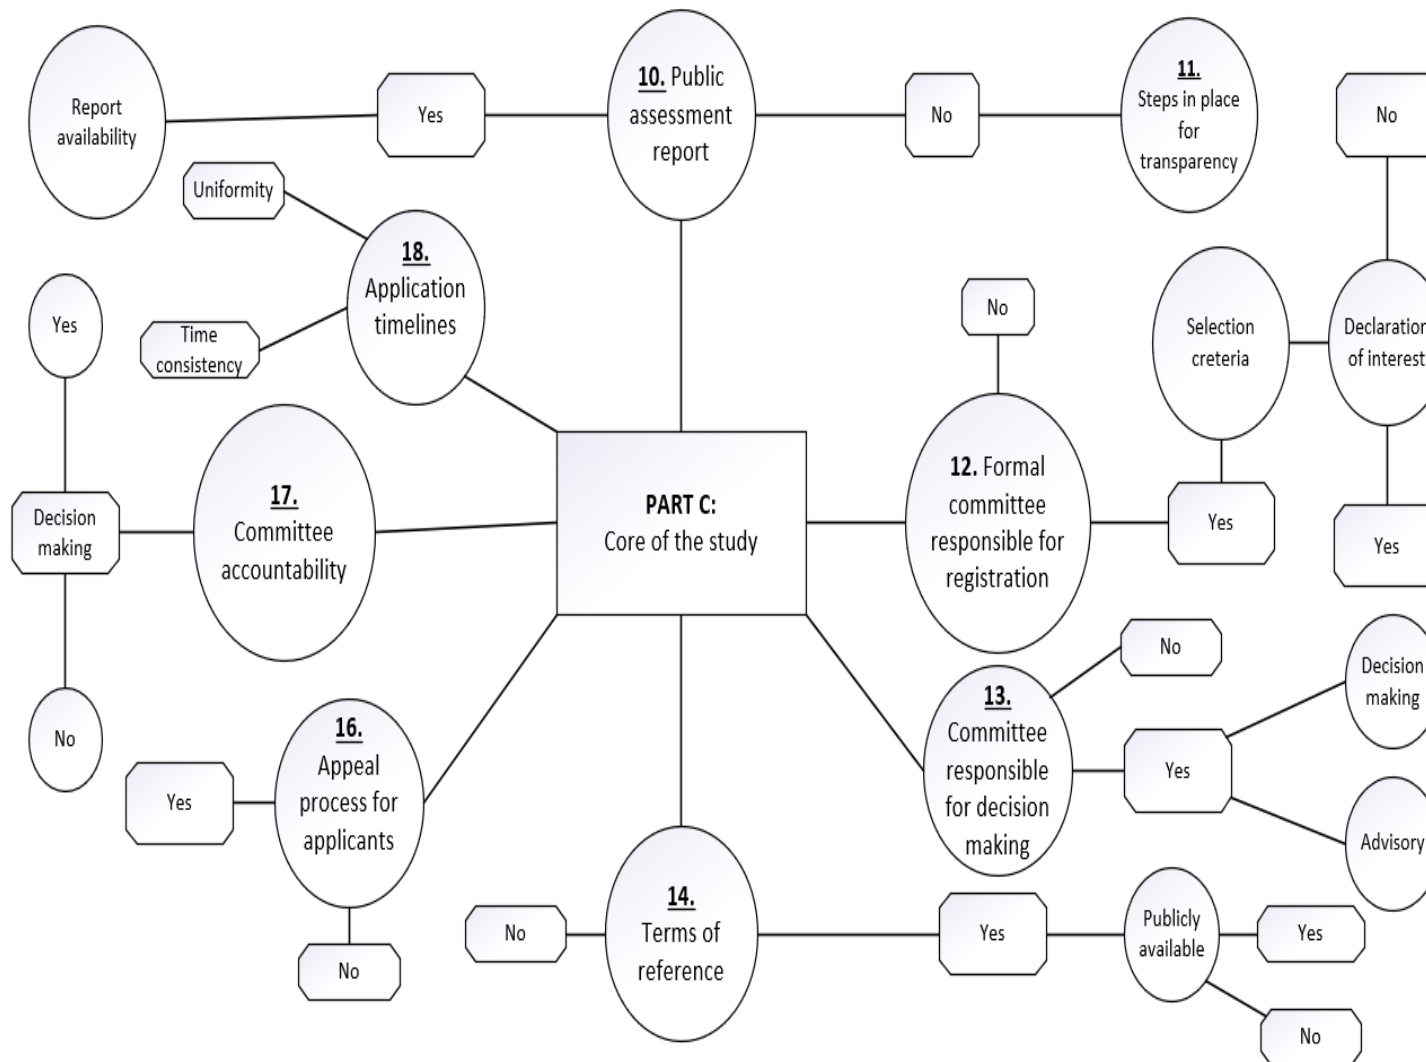 Report
availability
Yes
10. Public
assessment
report
No
11.
Steps in place
for
transparency
No
Uniformity
18.
Application
timelines
Time
consistency
Yes
No
Selection
creteria
Declaration
of interest
Decision
making
17.
Committee
accountability
PART C:
Core of the study
12. Formal
committee
responsible for
registration
Yes
Yes
No
No
13.
Committee
responsible
for decision
making
Yes
Decision
making
Advisory
16.
Appeal
process for
applicants
Yes
No
14.
Terms of
reference
No
Yes
Publicly
available
Yes
No